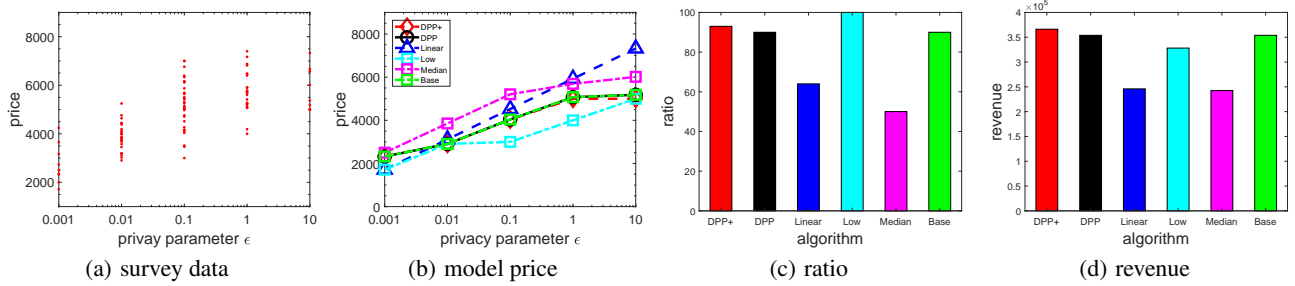 8000
6000
4000
2000
price
0.001 0.01 0.1 1 10
privay parameter ϵ
(a) survey data
8000
6000
4000
2000
0
price
DPP+
DPP
Linear
Low
Median
Base
0.001 0.01 0.1 1 10
privacy parameter ϵ
(b) model price
100
80
60
40
20
0
ratio
DPP+ DPP Linear Low Median Base
algorithm
(c) ratio
×10⁵
4
3.5
3
2.5
2
1.5
1
0.5
0
revenue
DPP+ DPP Linear Low Median Base
algorithm
(d) revenue